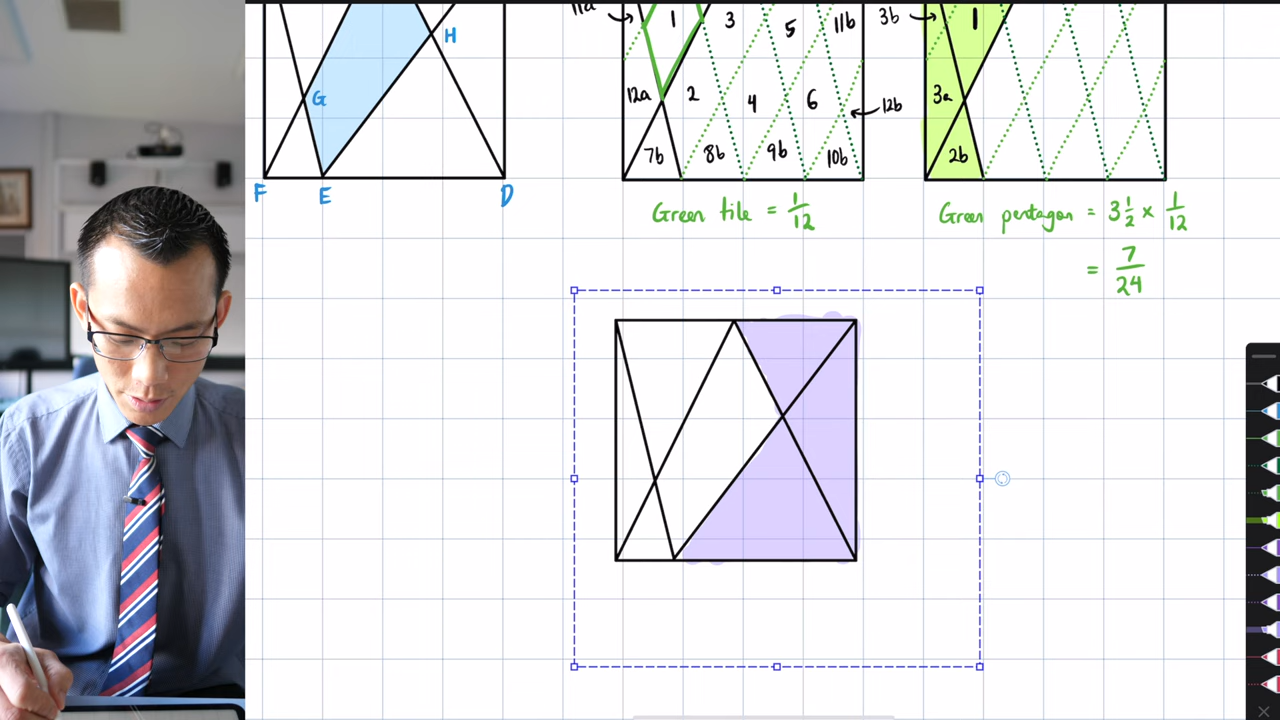 H
G
F
E
D
11a
1
3
5
11b
12a
2
4
6
12b
7b
8b
9b
10b
Green tile = 1/12
3b
1
3a
2b
Green pentagon = 3 1/2 × 1/12
= 7/24